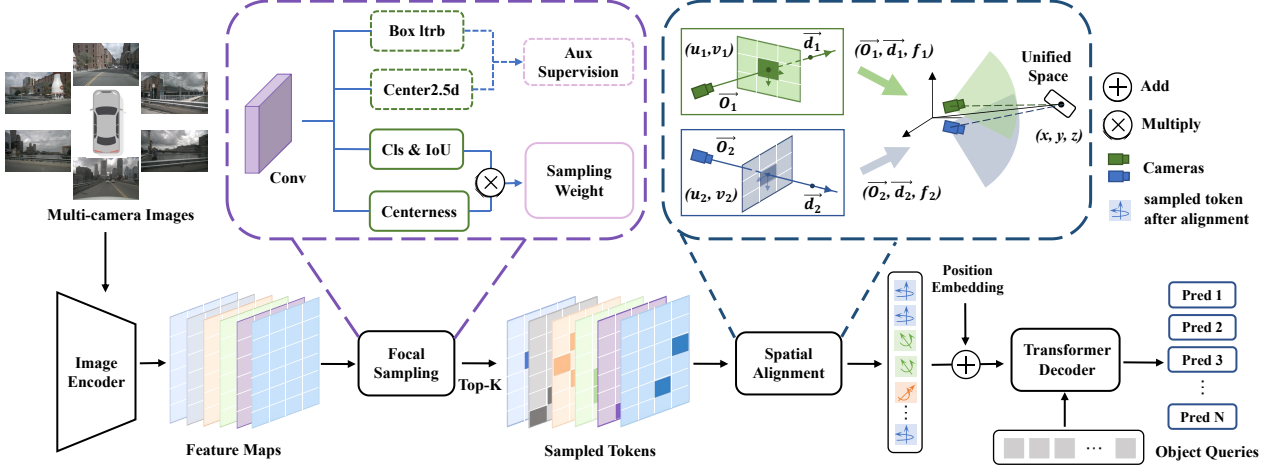 Box ltrb
Center2.5d
Aux
Supervision
Conv
Cls & IoU
Centerness
Sampling
Weight
(u₁, v₁)
d₁
O₁
(O₁, d₁, f₁)
O₂
(u₂, v₂)
d₂
(O₂, d₂, f₂)
Unified
Space
(x, y, z)
Add
Multiply
Cameras
sampled token
after alignment
Multi-camera Images
Image
Encoder
Feature Maps
Focal
Sampling
Top-K
Sampled Tokens
Spatial
Alignment
Position
Embedding
Transformer
Decoder
Pred 1
Pred 2
Pred 3
Pred N
Object Queries